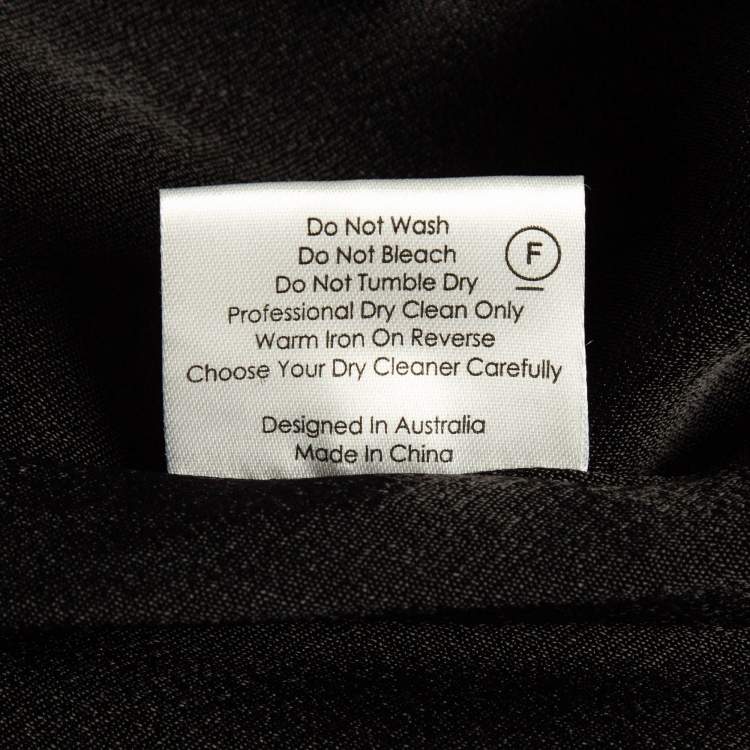 Do Not Wash
Do Not Bleach
F
Do Not Tumble Dry
Professional Dry Clean Only
Warm Iron On Reverse
Choose Your Dry Cleaner Carefully
Designed In Australia
Made In China